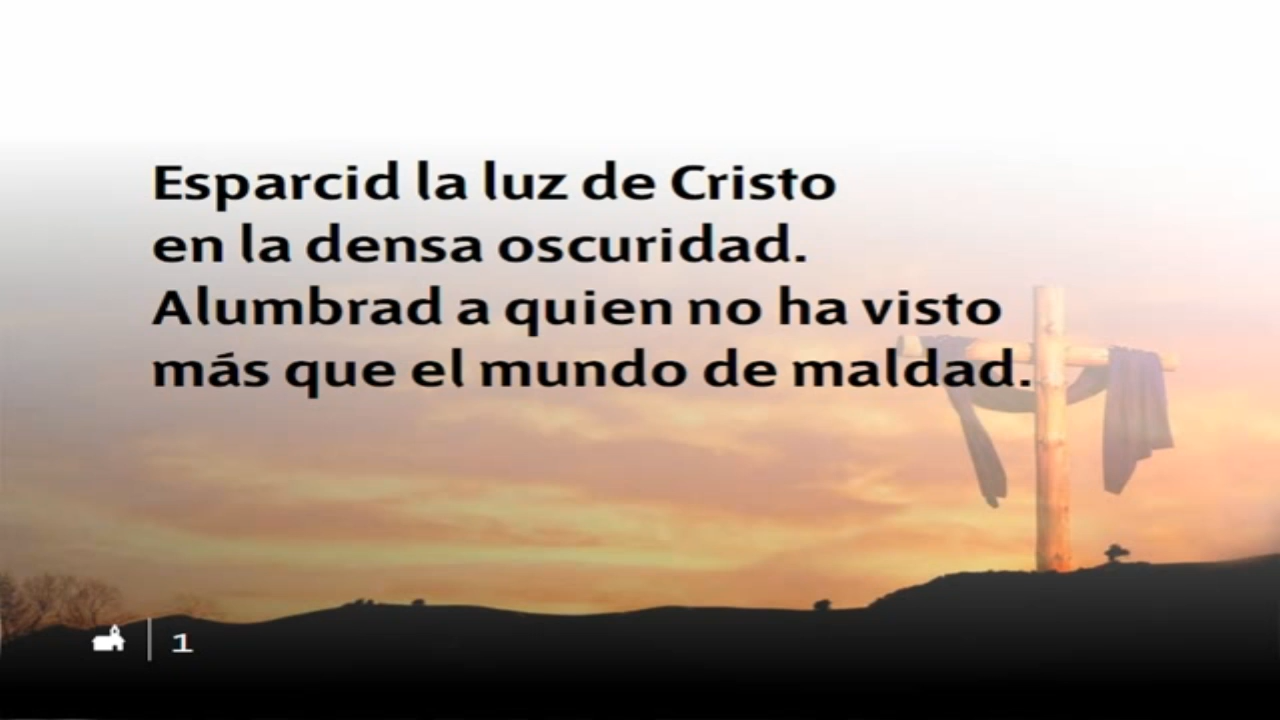 Esparcid la luz de Cristo
en la densa oscuridad.
Alumbrad a quien no ha visto
más que el mundo de maldad.
1